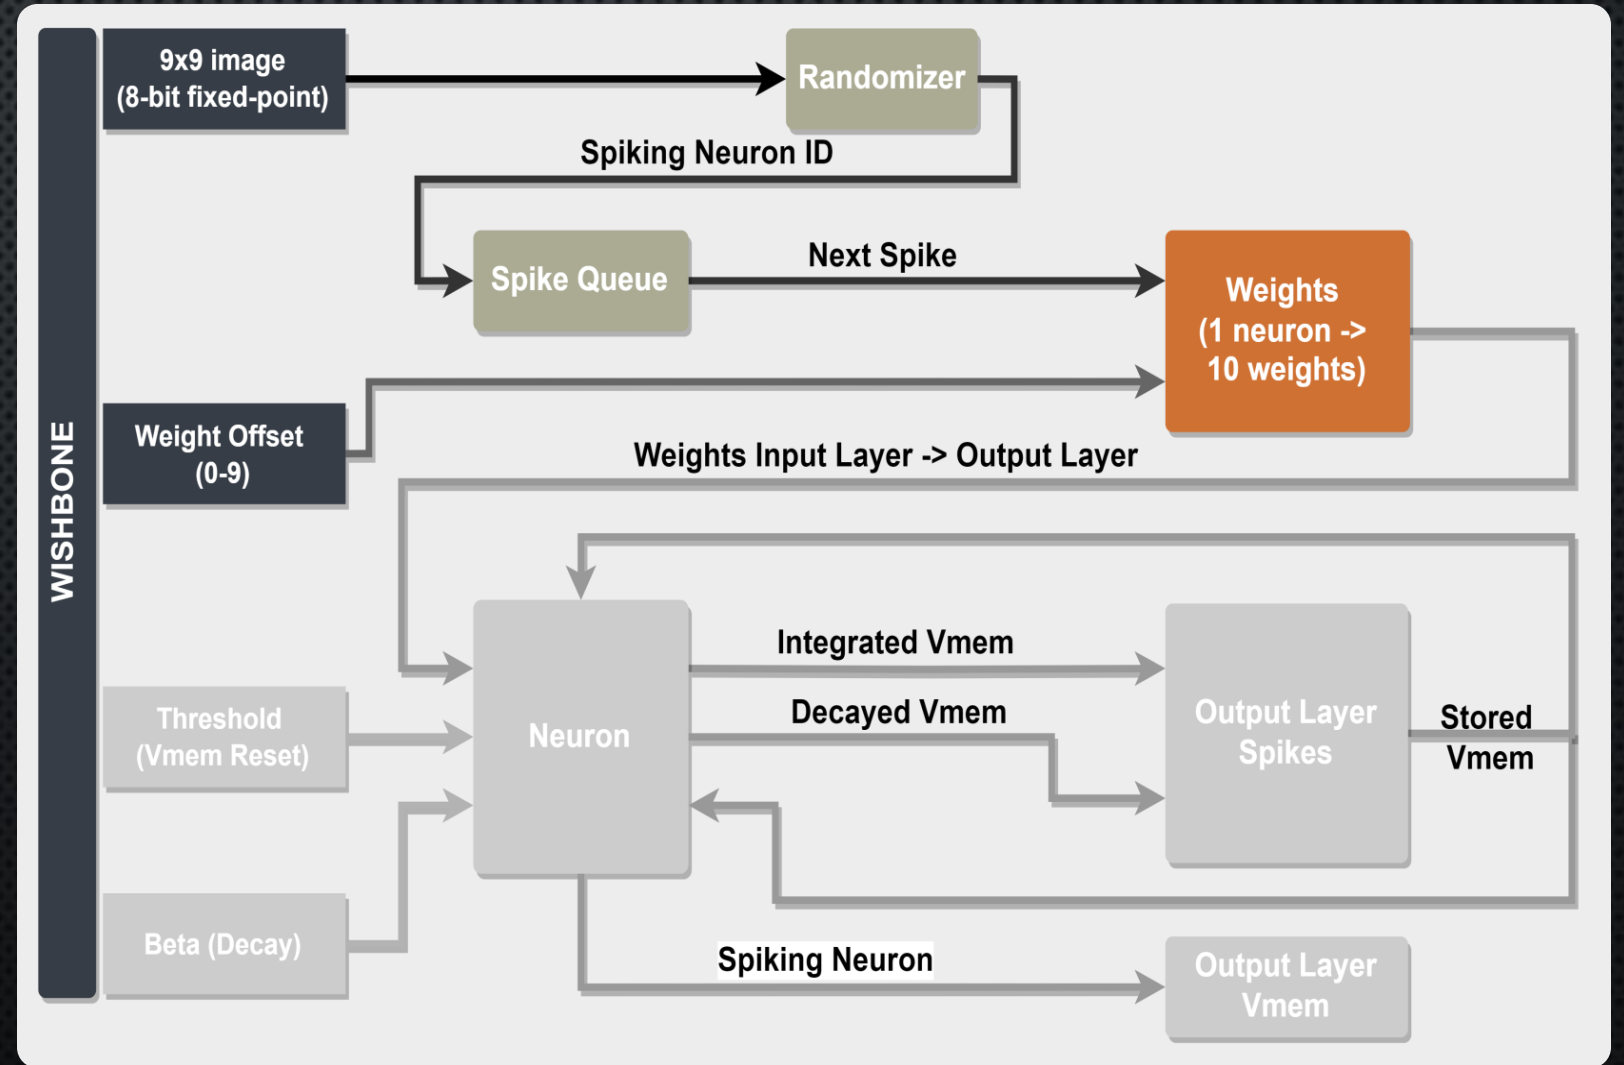 WISHBONE
9x9 image
(8-bit fixed-point)
Randomizer
Spiking Neuron ID
Spike Queue
Next Spike
Weights
(1 neuron ->
10 weights)
Weight Offset
(0-9)
Weights Input Layer -> Output Layer
Threshold
(Vmem Reset)
Neuron
Integrated Vmem
Decayed Vmem
Output Layer
Spikes
Stored
Vmem
Beta (Decay)
Spiking Neuron
Output Layer
Vmem